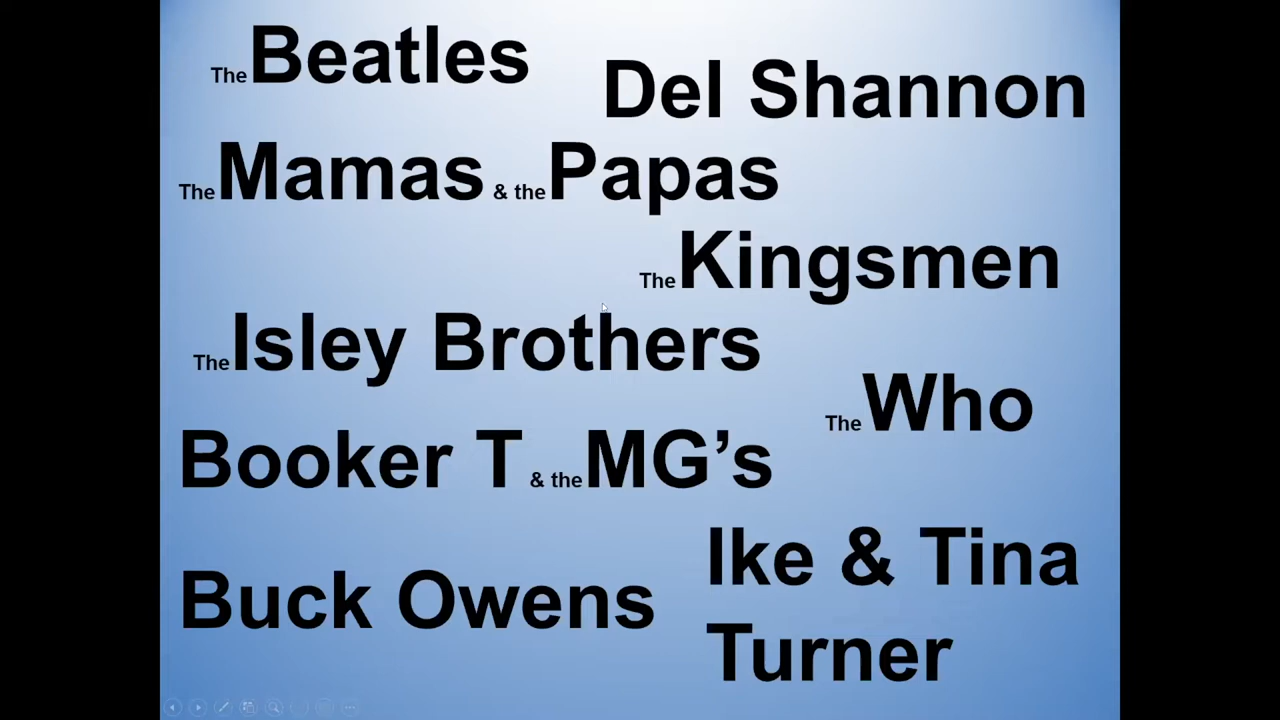 The Beatles
Del Shannon
The Mamas & the Papas
The Kingsmen
The Isley Brothers
The Who
Booker T & the MG’s
Ike & Tina
Turner
Buck Owens